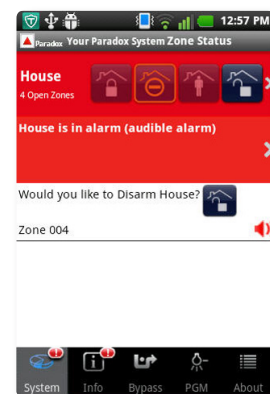 12:57 PM
Paradox Your Paradox System Zone Status
House
4 Open Zones
House is in alarm (audible alarm)
Would you like to Disarm House?
Zone 004
System Info Bypass PGM About